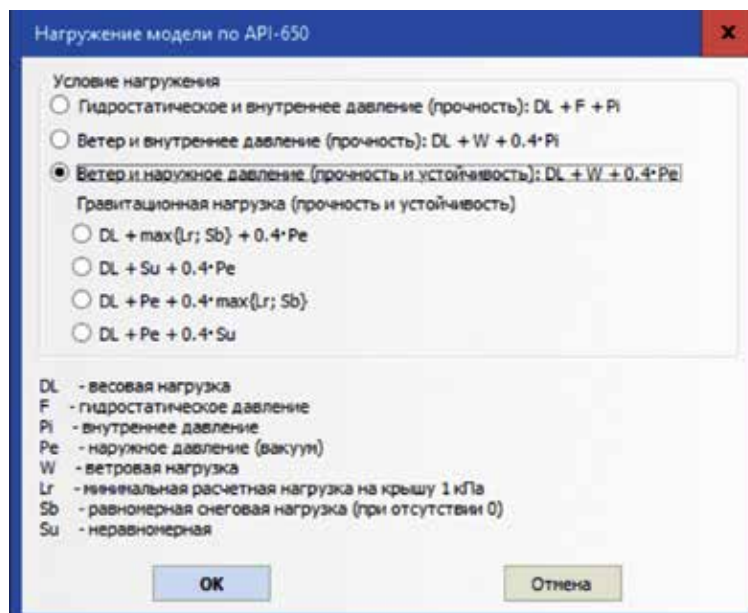 Нагружение модели по API-650
x
Условие нагружения
Гидростатическое и внутреннее давление (прочность): DL + F + Pi
Ветер и внутреннее давление (прочность): DL + W + 0.4*Pi
Ветер и наружное давление (прочность и устойчивость): DL + W + 0.4*Pe
Гравитационная нагрузка (прочность и устойчивость)
DL + max{Lr; Sb} + 0.4*Pe
DL + Su + 0.4*Pe
DL + Pe + 0.4*max{Lr; Sb}
DL + Pe + 0.4*Su
DL - весовая нагрузка
F - гидростатическое давление
Pi - внутреннее давление
Pe - наружное давление (вакуум)
W - ветровая нагрузка
Lr - минимальная расчетная нагрузка на крышу 1 кПа
Sb - равномерная снеговая нагрузка (при отсутствии 0)
Su - неравномерная
OK
Отмена